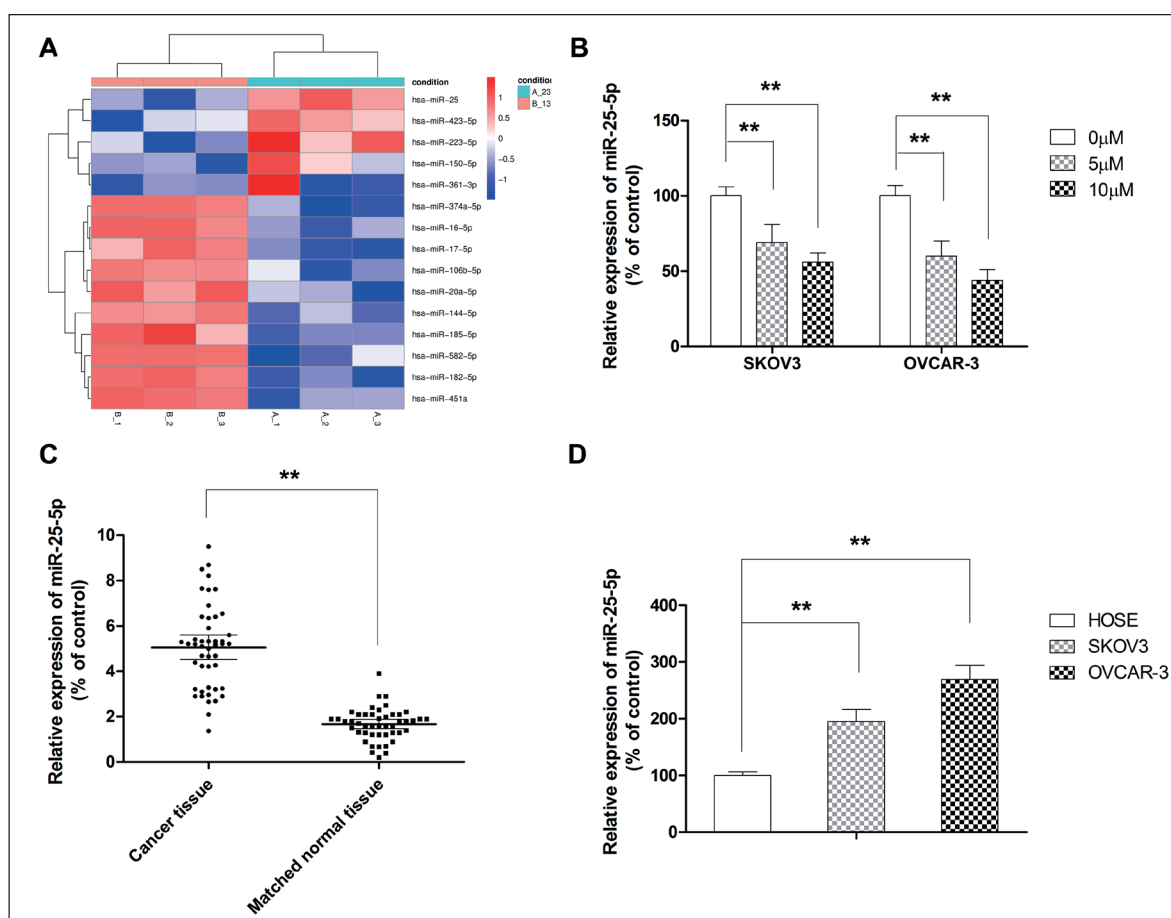 A
condition
hsa-miR-25
hsa-miR-423-5p
hsa-miR-223-5p
hsa-miR-150-5p
hsa-miR-361-3p
hsa-miR-374a-5p
hsa-miR-16-5p
hsa-miR-17-5p
hsa-miR-106b-5p
hsa-miR-20a-5p
hsa-miR-144-5p
hsa-miR-185-5p
hsa-miR-582-5p
hsa-miR-182-5p
hsa-miR-451a
B_1 B_2 B_3 A_1 A_2 A_3
1
0.5
0
-0.5
-1
condition
A_23
B_13
B
Relative expression of miR-25-5p
(% of control)
150
100
50
0
** ** ** **
SKOV3 OVCAR-3
0μM
5μM
10μM
C
Relative expression of miR-25-5p
(% of control)
10
8
6
4
2
0
**
Cancer tissue
Matched normal tissue
D
Relative expression of miR-25-5p
(% of control)
400
300
200
100
0
**
**
HOSE
SKOV3
OVCAR-3